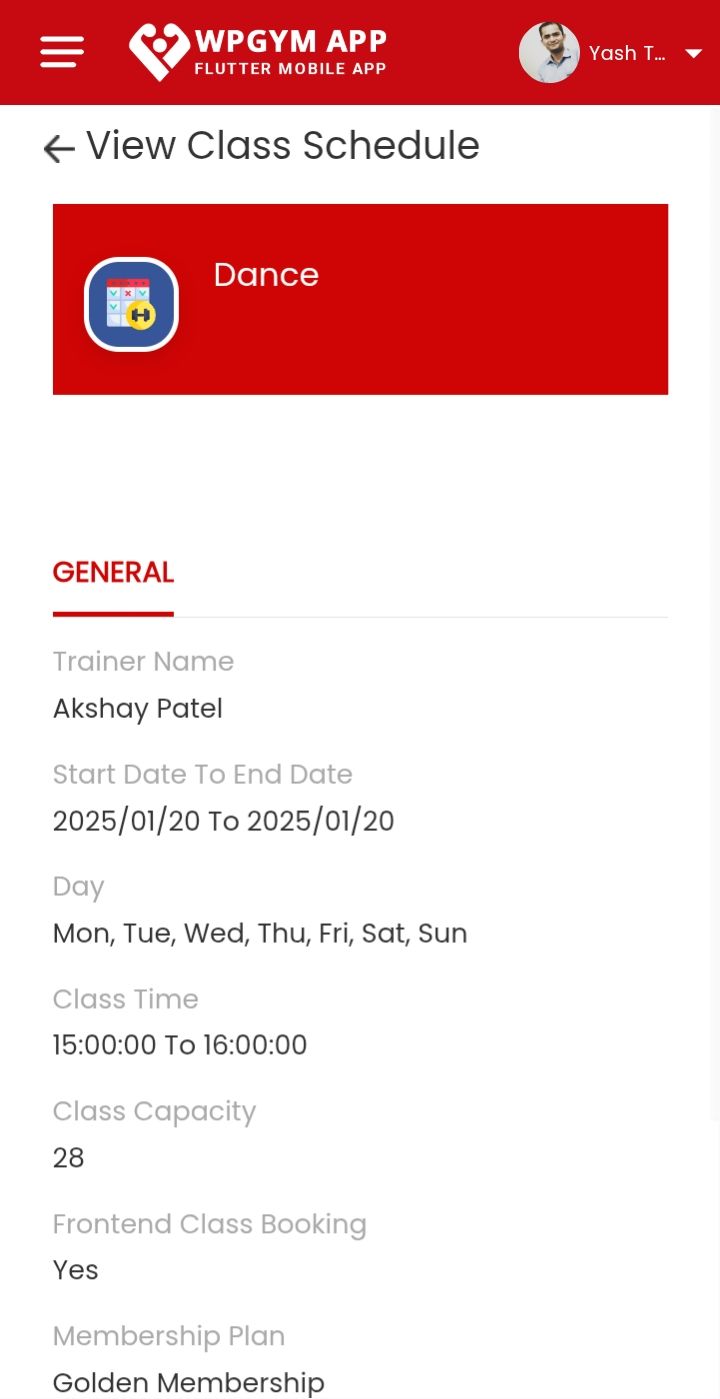 WPGYM APP
FLUTTER MOBILE APP
Yash T...
View Class Schedule
Dance
GENERAL
Trainer Name
Akshay Patel
Start Date To End Date
2025/01/20 To 2025/01/20
Day
Mon, Tue, Wed, Thu, Fri, Sat, Sun
Class Time
15:00:00 To 16:00:00
Class Capacity
28
Frontend Class Booking
Yes
Membership Plan
Golden Membership